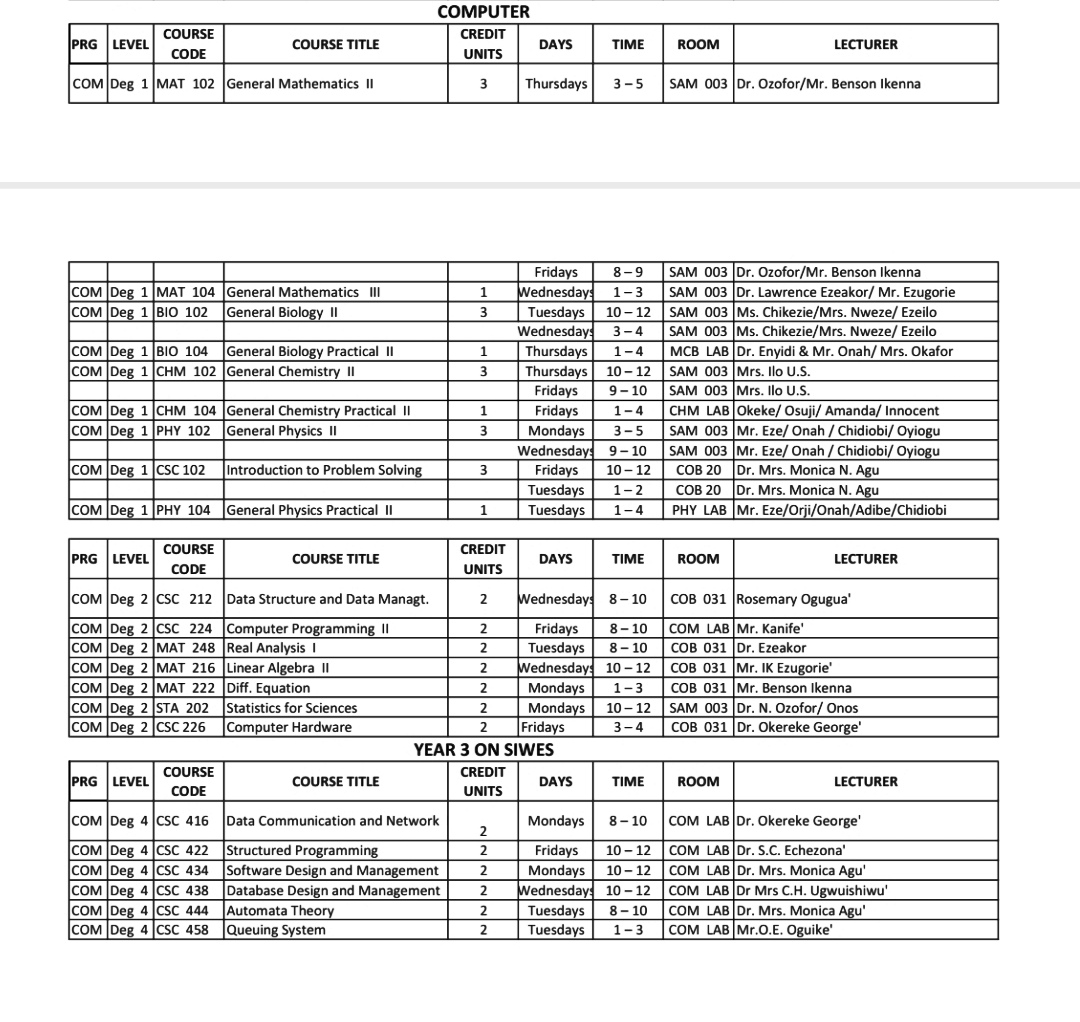 COMPUTER
PRG LEVEL COURSE CODE COURSE TITLE CREDIT UNITS DAYS TIME ROOM LECTURER
COM Deg 1 MAT 102 General Mathematics II 3 Thursdays 3 – 5 SAM 003 Dr. Ozofor/Mr. Benson Ikenna
Fridays 8 – 9 SAM 003 Dr. Ozofor/Mr. Benson Ikenna
COM Deg 1 MAT 104 General Mathematics III 1 Wednesdays 1 – 3 SAM 003 Dr. Lawrence Ezeakor/ Mr. Ezugorie
COM Deg 1 BIO 102 General Biology II 3 Tuesdays 10 – 12 SAM 003 Ms. Chikezie/Mrs. Nweze/ Ezeilo
Wednesdays 3 – 4 SAM 003 Ms. Chikezie/Mrs. Nweze/ Ezeilo
COM Deg 1 BIO 104 General Biology Practical II 1 Thursdays 1 – 4 MCB LAB Dr. Enyidi & Mr. Onah/ Mrs. Okafor
COM Deg 1 CHM 102 General Chemistry II 3 Thursdays 10 – 12 SAM 003 Mrs. Ilo U.S.
Fridays 9 – 10 SAM 003 Mrs. Ilo U.S.
COM Deg 1 CHM 104 General Chemistry Practical II 1 Fridays 1 – 4 CHM LAB Okeke/ Osuji/ Amanda/ Innocent
COM Deg 1 PHY 102 General Physics II 3 Mondays 3 – 5 SAM 003 Mr. Eze/ Onah / Chidiobi/ Oyiogu
Wednesdays 9 – 10 SAM 003 Mr. Eze/ Onah / Chidiobi/ Oyiogu
COM Deg 1 CSC 102 Introduction to Problem Solving 3 Fridays 10 – 12 COB 20 Dr. Mrs. Monica N. Agu
Tuesdays 1 – 2 COB 20 Dr. Mrs. Monica N. Agu
COM Deg 1 PHY 104 General Physics Practical II 1 Tuesdays 1 – 4 PHY LAB Mr. Eze/Orji/Onah/Adibe/Chidiobi
PRG LEVEL COURSE CODE COURSE TITLE CREDIT UNITS DAYS TIME ROOM LECTURER
COM Deg 2 CSC 212 Data Structure and Data Managt. 2 Wednesdays 8 – 10 COB 031 Rosemary Ogugua'
COM Deg 2 CSC 224 Computer Programming II 2 Fridays 8 – 10 COM LAB Mr. Kanife'
COM Deg 2 MAT 248 Real Analysis I 2 Tuesdays 8 – 10 COB 031 Dr. Ezeakor
COM Deg 2 MAT 216 Linear Algebra II 2 Wednesdays 10 – 12 COB 031 Mr. IK Ezugorie'
COM Deg 2 MAT 222 Diff. Equation 2 Mondays 1 – 3 COB 031 Mr. Benson Ikenna
COM Deg 2 STA 202 Statistics for Sciences 2 Mondays 10 – 12 SAM 003 Dr. N. Ozofor/ Onos
COM Deg 2 CSC 226 Computer Hardware 2 Fridays 3 – 4 COB 031 Dr. Okereke George'
YEAR 3 ON SIWES
PRG LEVEL COURSE CODE COURSE TITLE CREDIT UNITS DAYS TIME ROOM LECTURER
COM Deg 4 CSC 416 Data Communication and Network 2 Mondays 8 – 10 COM LAB Dr. Okereke George'
COM Deg 4 CSC 422 Structured Programming 2 Fridays 10 – 12 COM LAB Dr. S.C. Echezona'
COM Deg 4 CSC 434 Software Design and Management 2 Mondays 10 – 12 COM LAB Dr. Mrs. Monica Agu'
COM Deg 4 CSC 438 Database Design and Management 2 Wednesdays 10 – 12 COM LAB Dr Mrs C.H. Ugwuishiwu'
COM Deg 4 CSC 444 Automata Theory 2 Tuesdays 8 – 10 COM LAB Dr. Mrs. Monica Agu'
COM Deg 4 CSC 458 Queuing System 2 Tuesdays 1 – 3 COM LAB Mr.O.E. Oguike'